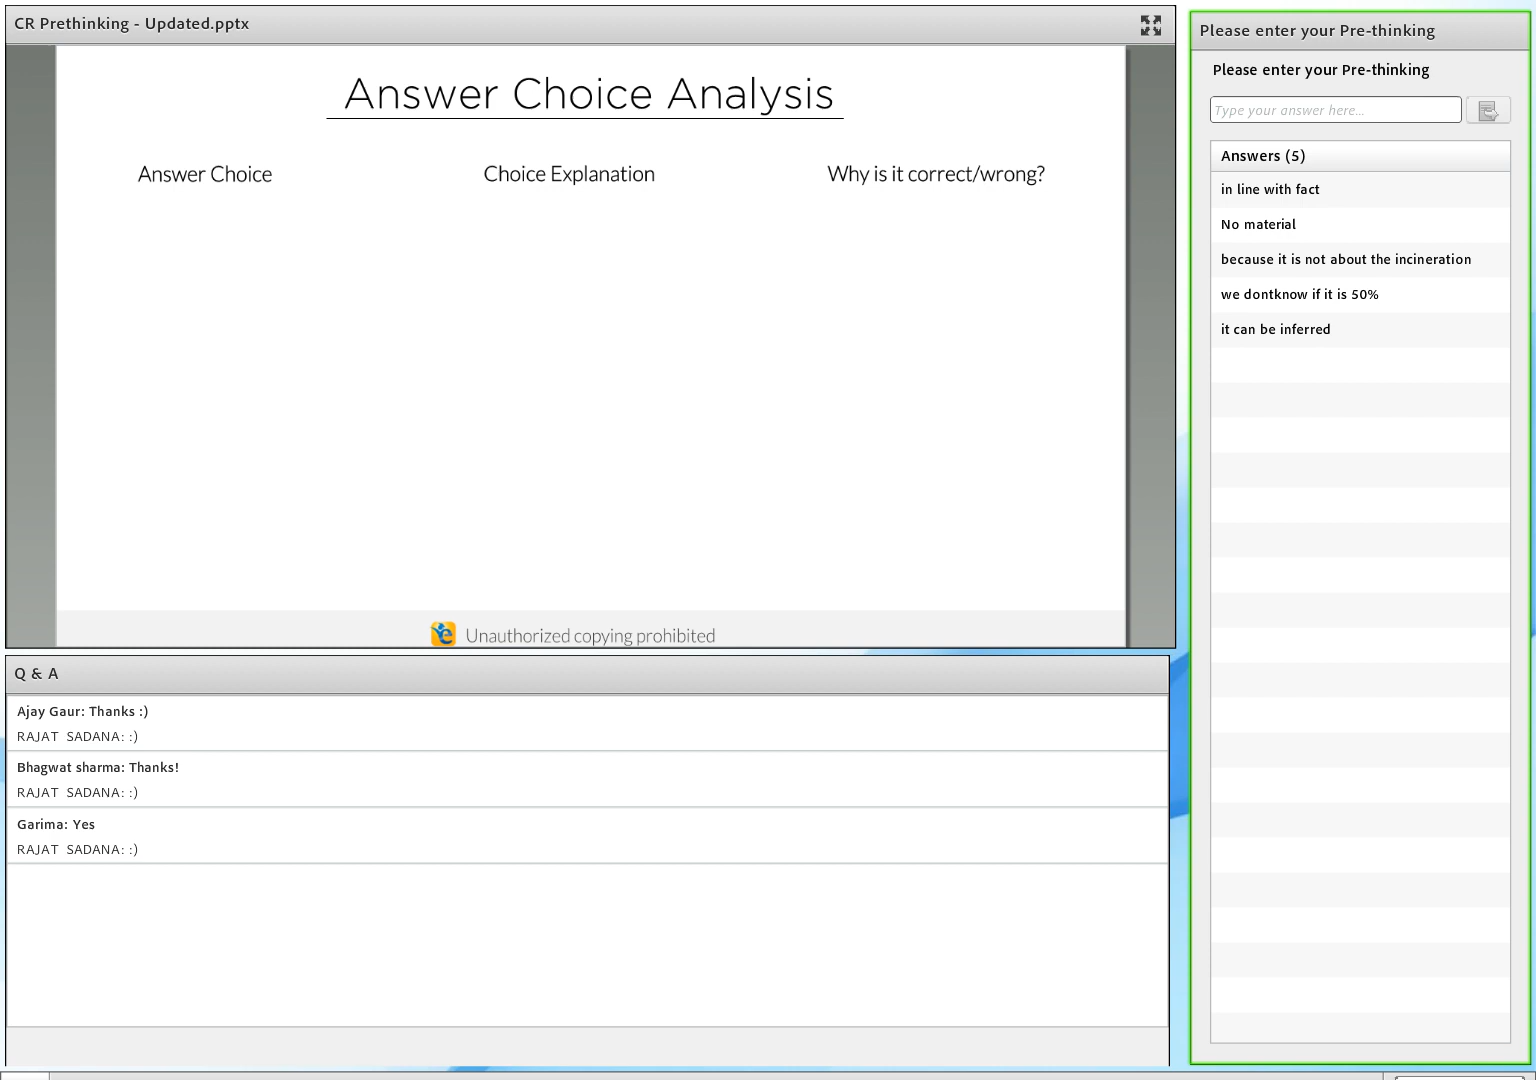 CR Prethinking - Updated.pptx
Answer Choice Analysis
Answer Choice
Choice Explanation
Why is it correct/wrong?
Unauthorized copying prohibited
Q & A
Ajay Gaur: Thanks :)
RAJAT SADANA: :)
Bhagwat sharma: Thanks!
RAJAT SADANA: :)
Garima: Yes
RAJAT SADANA: :)
Please enter your Pre-thinking
Please enter your Pre-thinking
Type your answer here...
Answers (5)
in line with fact
No material
because it is not about the incineration
we dontknow if it is 50%
it can be inferred